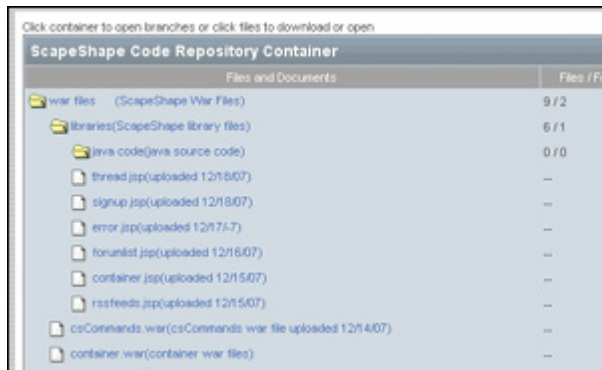 Click container to open branches or click files to download or open
ScapeShape Code Repository Container
Files and Documents Files / Fo
war files (ScapeShape War Files) 9 / 2
libraries(ScapeShape library files) 6 / 1
java code(java source code) 0 / 0
thread.jsp(uploaded 12/18/07) --
signup.jsp(uploaded 12/18/07) --
error.jsp(uploaded 12/17/-7) --
forumlist.jsp(uploaded 12/16/07) --
container.jsp(uploaded 12/15/07) --
rssfeeds.jsp(uploaded 12/15/07) --
csCommands.war(csCommands war file uploaded 12/14/07) --
container.war(container war files) --